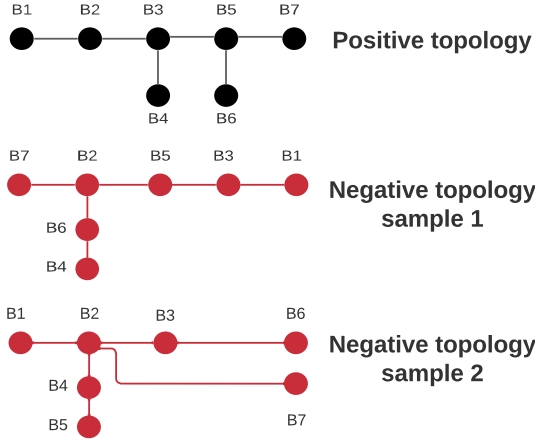 B1 B2 B3 B5 B7
Positive topology
B4 B6
B7 B2 B5 B3 B1
Negative topology
sample 1
B6
B4
B1 B2 B3 B6
Negative topology
sample 2
B4
B7
B5